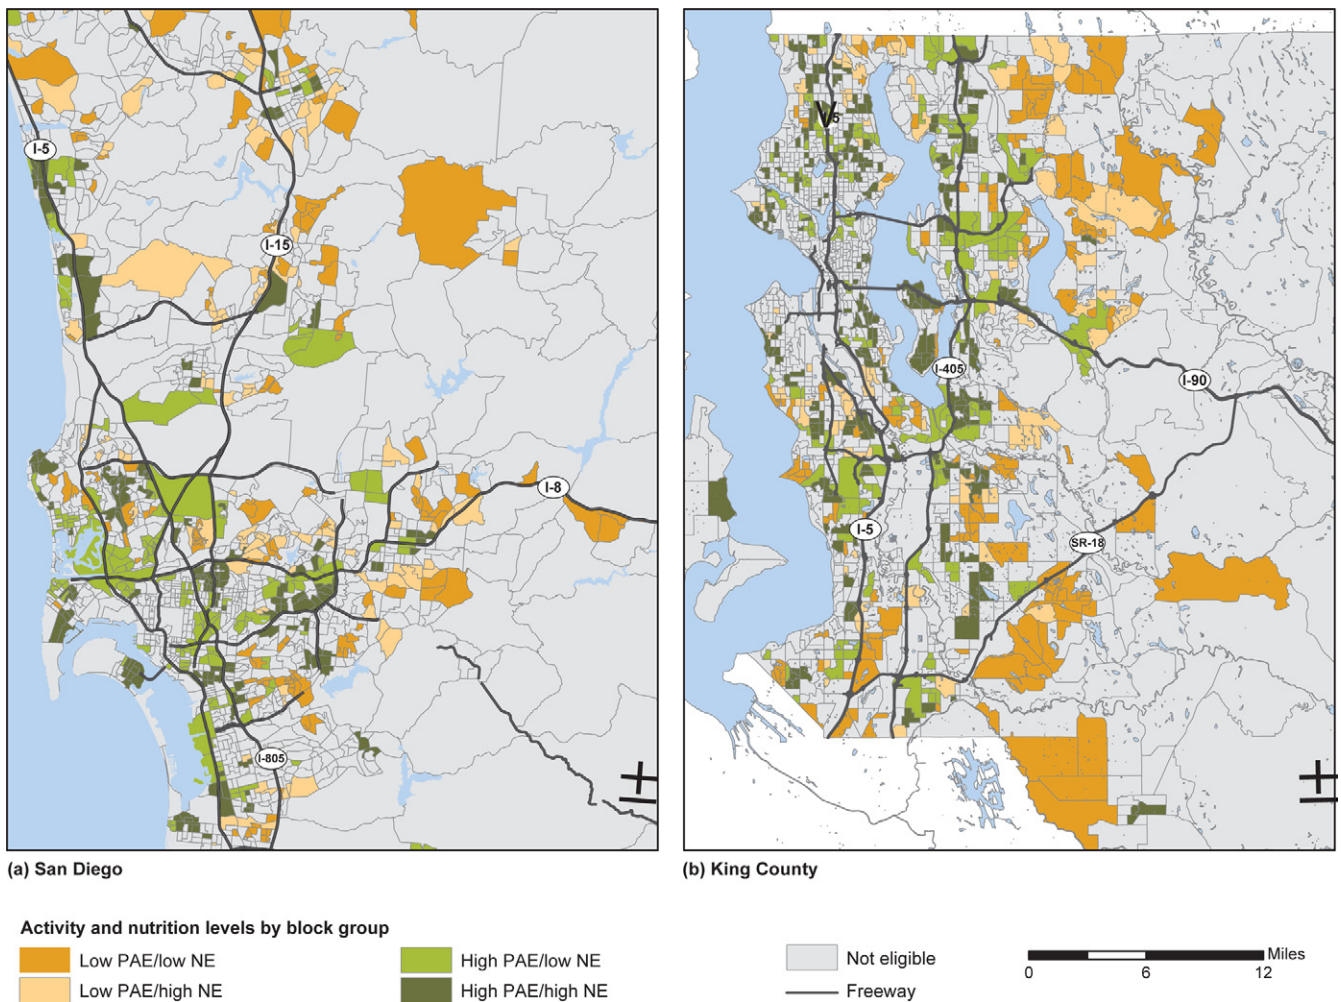 I-5
I-15
I-8
I-805
I-405
I-90
I-5
SR-18
(a) San Diego
(b) King County
Activity and nutrition levels by block group
Low PAE/low NE
High PAE/low NE
Not eligible
Miles
0
6
12
Low PAE/high NE
High PAE/high NE
Freeway